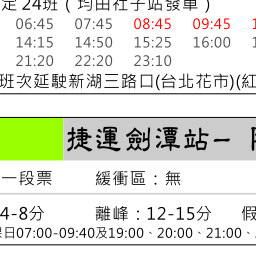 定 24班（均由社子站發車）
06:45 07:45 08:45 09:45
14:15 14:50 15:25 16:00
21:20 22:20 23:10
班次延駛新湖三路口(台北花市)(紅
捷運劍潭站－
一段票 緩衝區：無
4-8分 離峰：12-15分 假
日07:00-09:40及19:00、20:00、21:00、